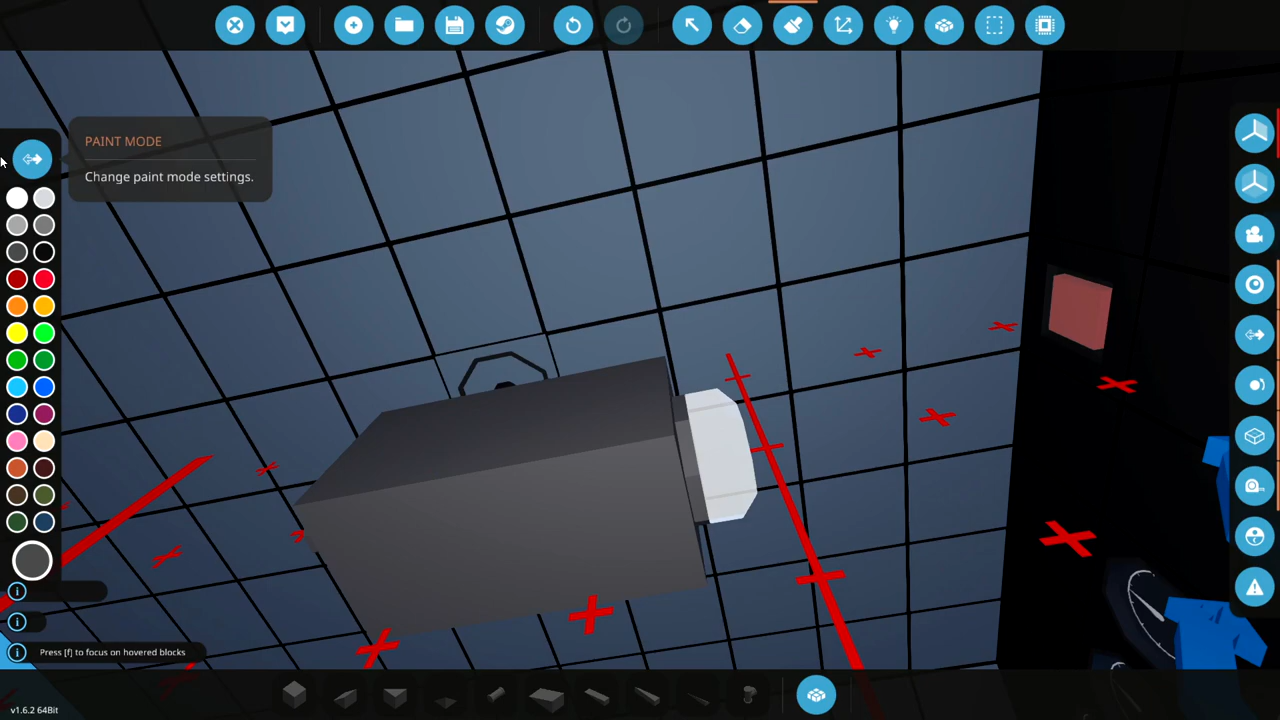 PAINT MODE
Change paint mode settings.
Press [f] to focus on hovered blocks
v1.6.2 64Bit